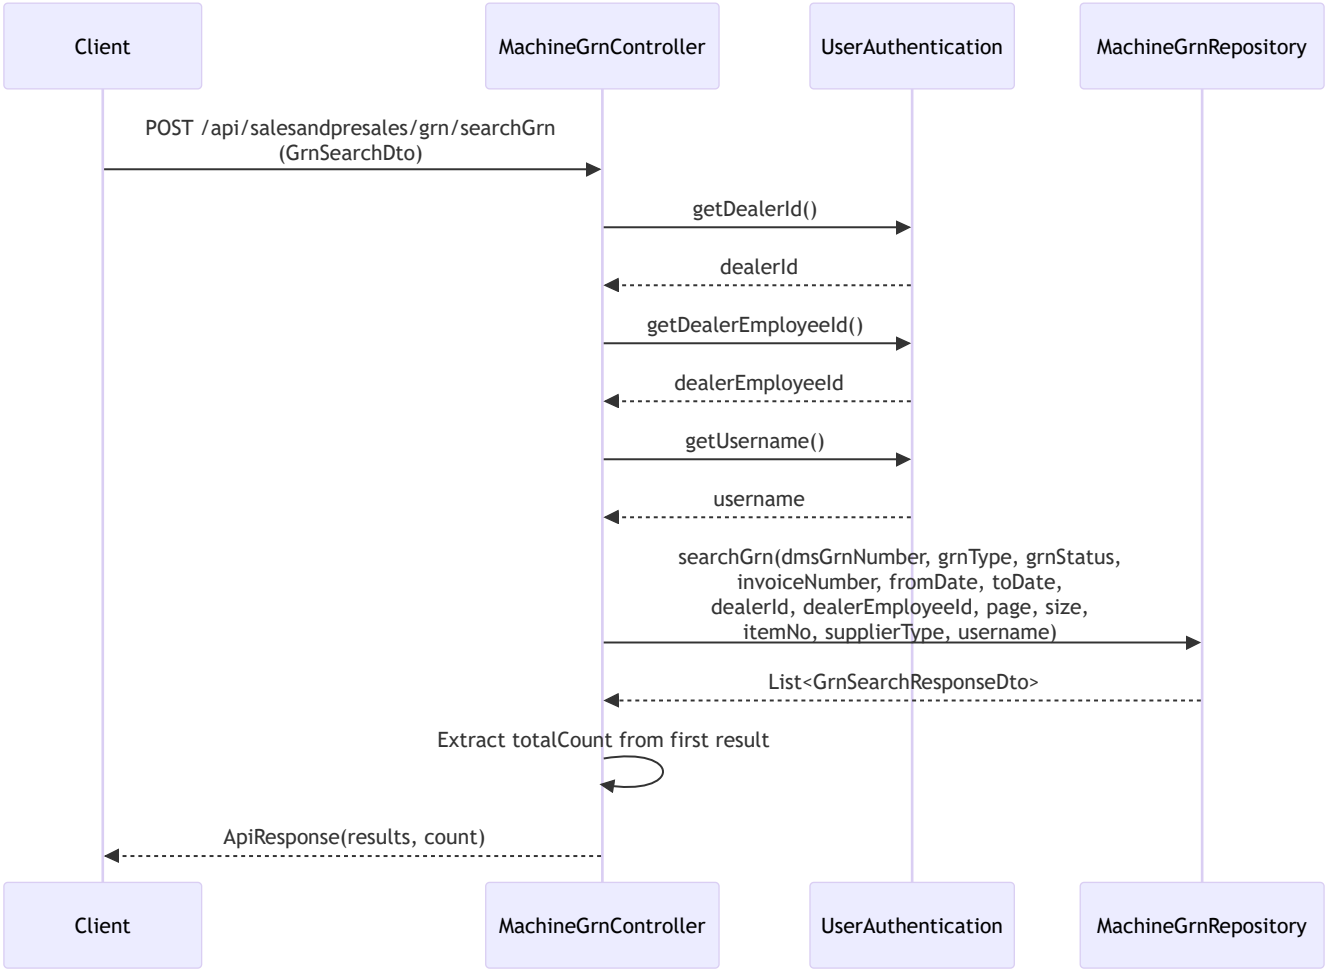 Client
MachineGrnController
UserAuthentication
MachineGrnRepository
POST /api/salesandpresales/grn/searchGrn
(GrnSearchDto)
getDealerId()
dealerId
getDealerEmployeeId()
dealerEmployeeId
getUsername()
username
searchGrn(dmsGrnNumber, grnType, grnStatus,
invoiceNumber, fromDate, toDate,
dealerId, dealerEmployeeId, page, size,
itemNo, supplierType, username)
List<GrnSearchResponseDto>
Extract totalCount from first result
ApiResponse(results, count)
Client
MachineGrnController
UserAuthentication
MachineGrnRepository